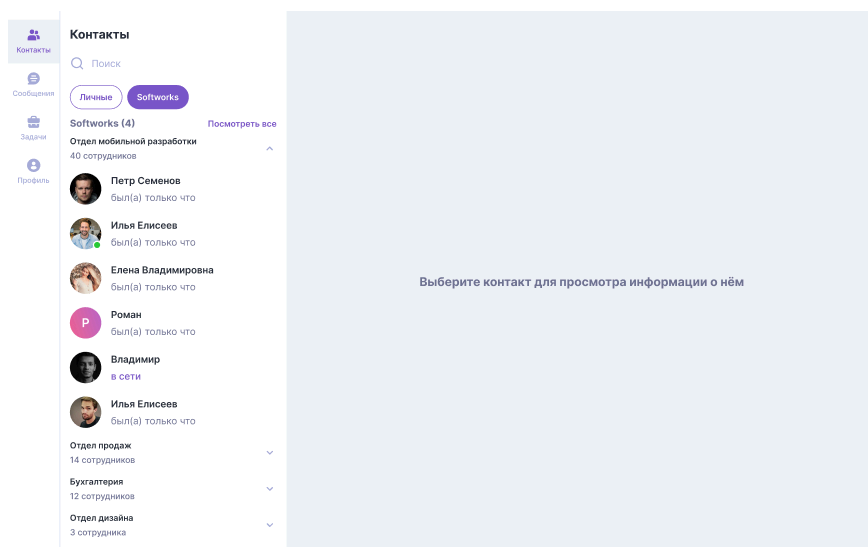 Контакты
Сообщения
Задачи
Профиль
Контакты
Поиск
Личные Softworks
Softworks (4) Посмотреть все
Отдел мобильной разработки
40 сотрудников
Петр Семенов
был(а) только что
Илья Елисеев
был(а) только что
Елена Владимировна
был(а) только что
Р
Роман
был(а) только что
Владимир
в сети
Илья Елисеев
был(а) только что
Отдел продаж
14 сотрудников
Бухгалтерия
12 сотрудников
Отдел дизайна
3 сотрудника
Выберите контакт для просмотра информации о нём